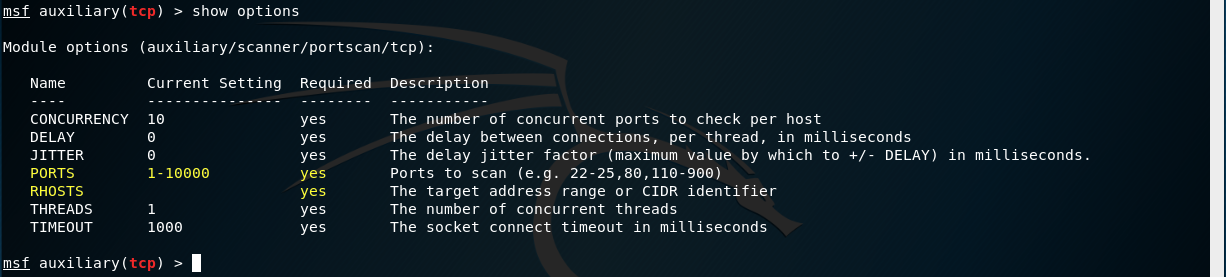 msf auxiliary(tcp) > show options
Module options (auxiliary/scanner/portscan/tcp):
Name Current Setting Required Description
---- --------------- -------- -----------
CONCURRENCY 10 yes The number of concurrent ports to check per host
DELAY 0 yes The delay between connections, per thread, in milliseconds
JITTER 0 yes The delay jitter factor (maximum value by which to +/- DELAY) in milliseconds.
PORTS 1-10000 yes Ports to scan (e.g. 22-25,80,110-900)
RHOSTS yes The target address range or CIDR identifier
THREADS 1 yes The number of concurrent threads
TIMEOUT 1000 yes The socket connect timeout in milliseconds
msf auxiliary(tcp) >